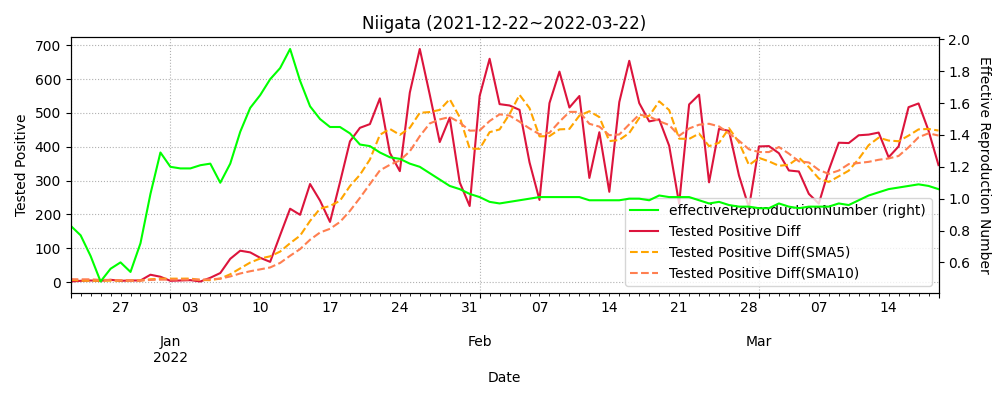 Niigata (2021-12-22~2022-03-22)
700
600
500
400
300
200
100
0
Tested Positive
2.0
1.8
1.6
1.4
1.2
1.0
0.8
0.6
Effective Reproduction Number
effectiveReproductionNumber (right)
Tested Positive Diff
Tested Positive Diff(SMA5)
Tested Positive Diff(SMA10)
27 03 10 17 24 31 07 14 21 28 07 14
Jan Feb Mar
2022
Date